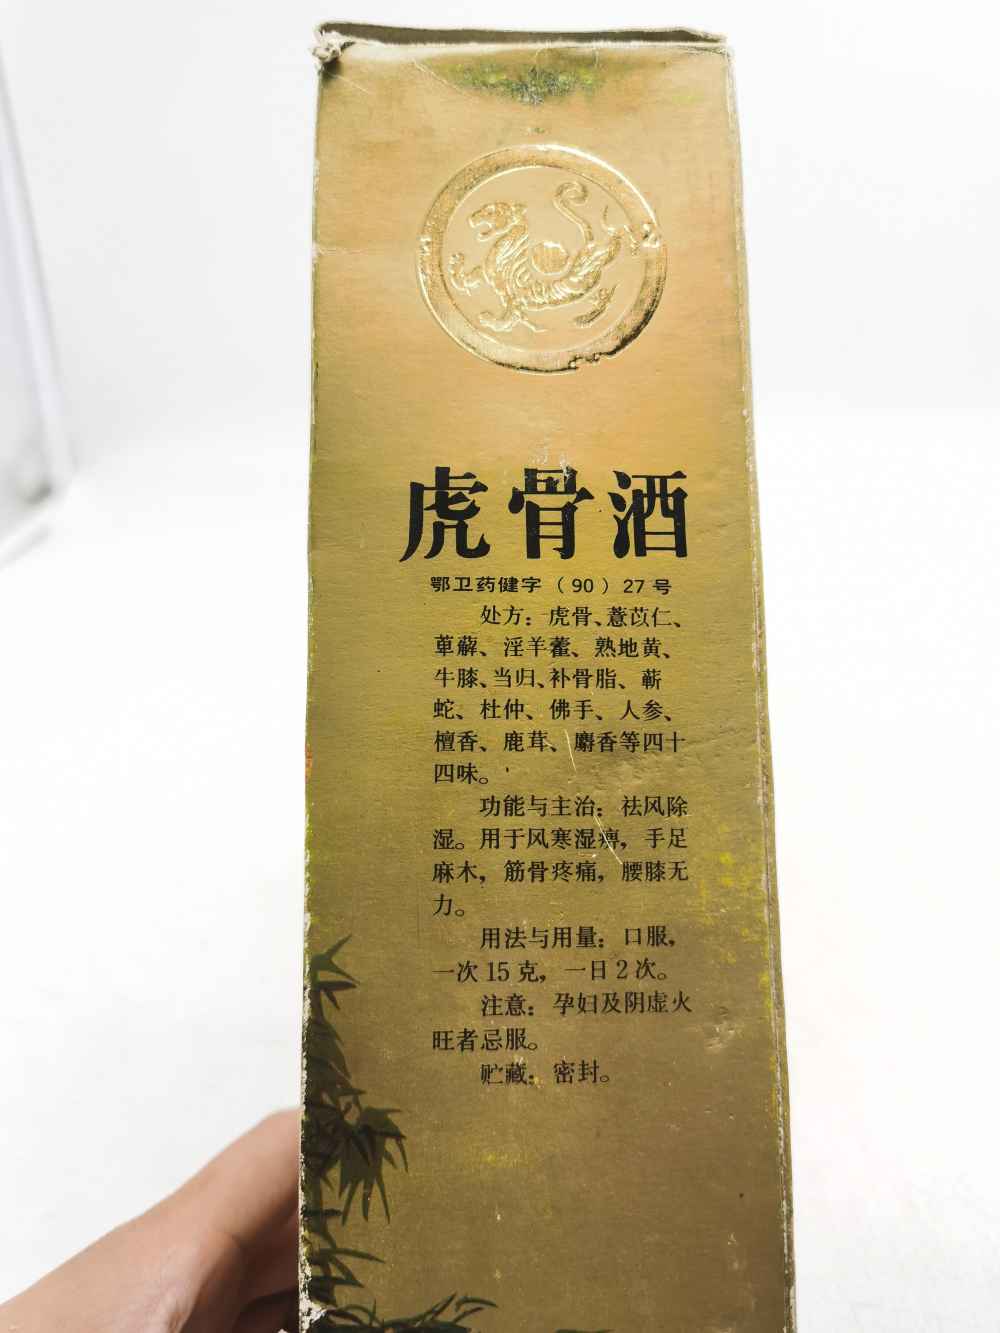 虎骨酒
鄂卫药健字（90）27号
处方：虎骨、薏苡仁、
萆薢、淫羊藿、熟地黄、
牛膝、当归、补骨脂、蕲
蛇、杜仲、佛手、人参、
檀香、鹿茸、麝香等四十
四味。
功能与主治：祛风除
湿。用于风寒湿痹，手足
麻木，筋骨疼痛，腰膝无
力。
用法与用量：口服，
一次15克，一日2次。
注意：孕妇及阴虚火
旺者忌服。
贮藏：密封。